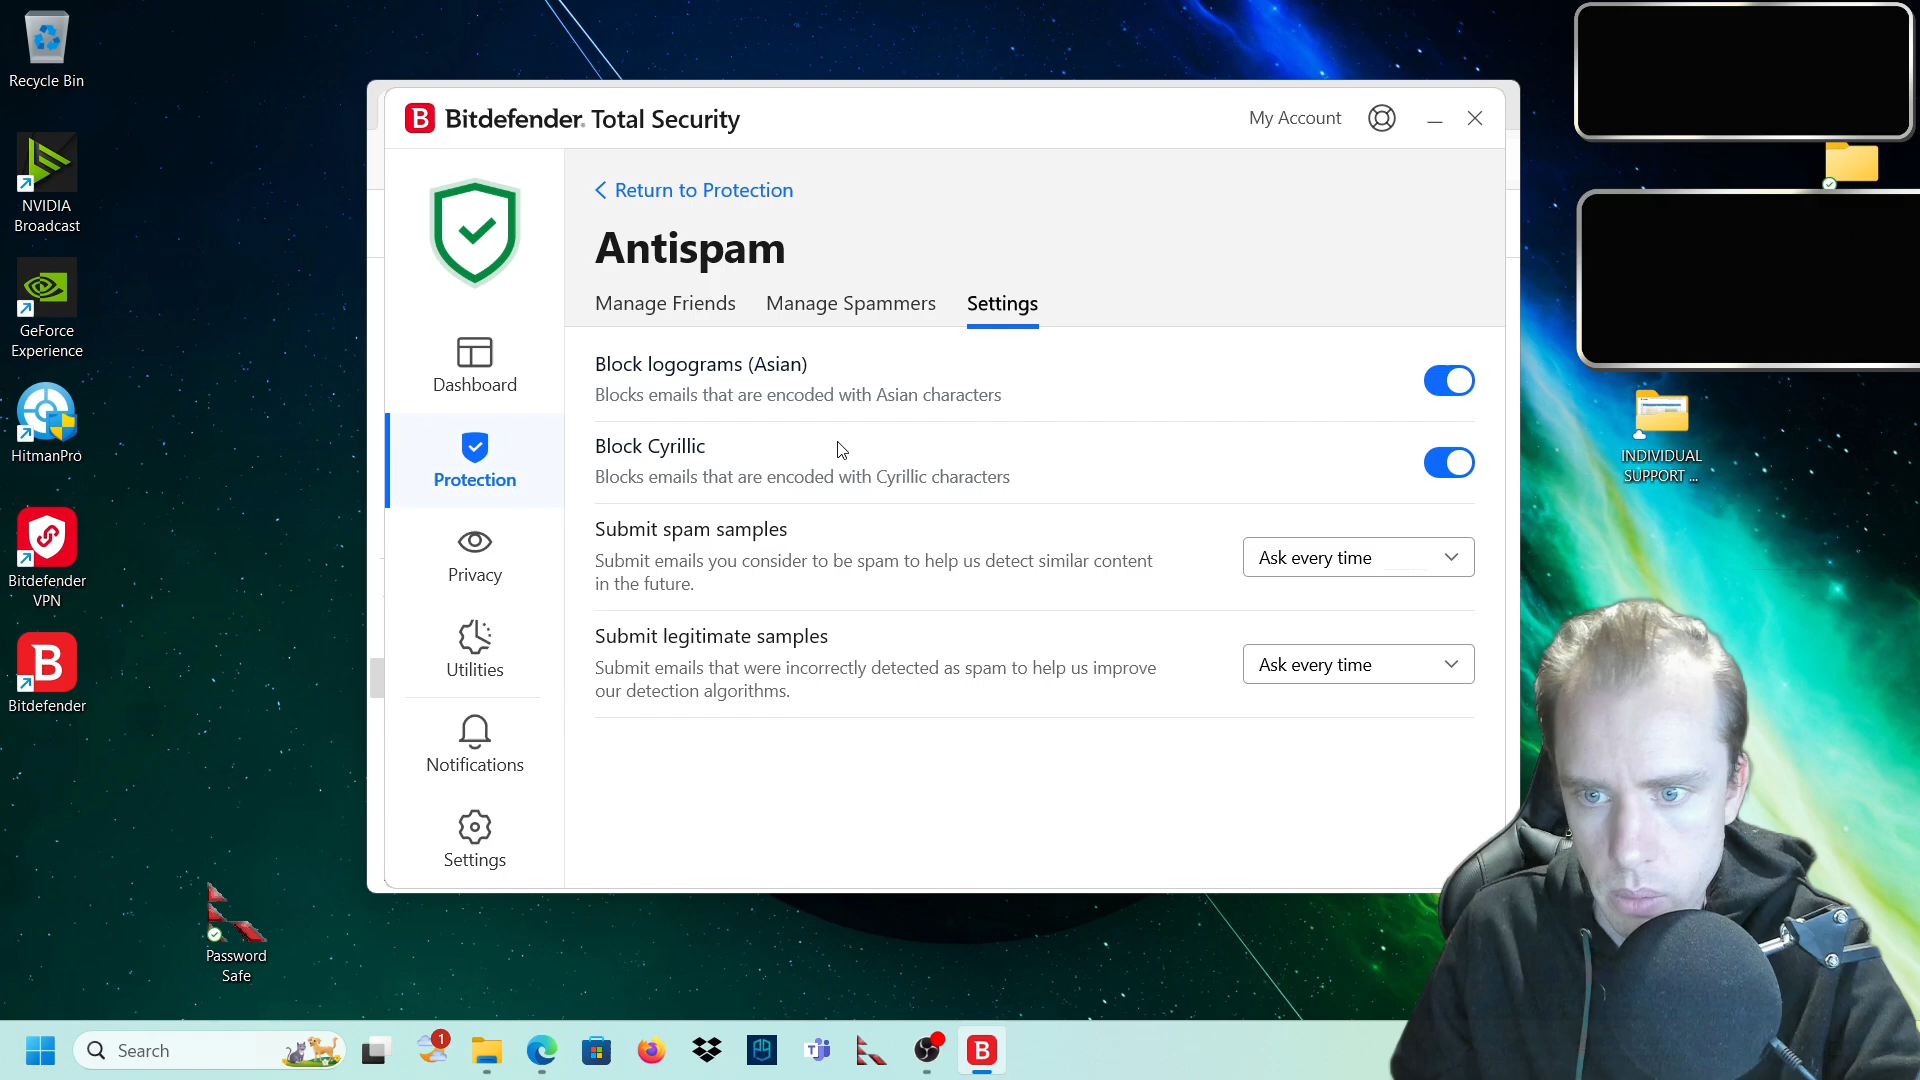 Recycle Bin
NVIDIA
Broadcast
GeForce
Experience
HitmanPro
Bitdefender
VPN
Bitdefender
Password
Safe
B Bitdefender Total Security
My Account
Return to Protection
Antispam
Manage Friends
Manage Spammers
Settings
Dashboard
Protection
Privacy
Utilities
Notifications
Settings
Block logograms (Asian)
Blocks emails that are encoded with Asian characters
Block Cyrillic
Blocks emails that are encoded with Cyrillic characters
Submit spam samples
Submit emails you consider to be spam to help us detect similar content
in the future.
Ask every time
Submit legitimate samples
Submit emails that were incorrectly detected as spam to help us improve
our detection algorithms.
Ask every time
INDIVIDUAL
SUPPORT ...
Search
1
B